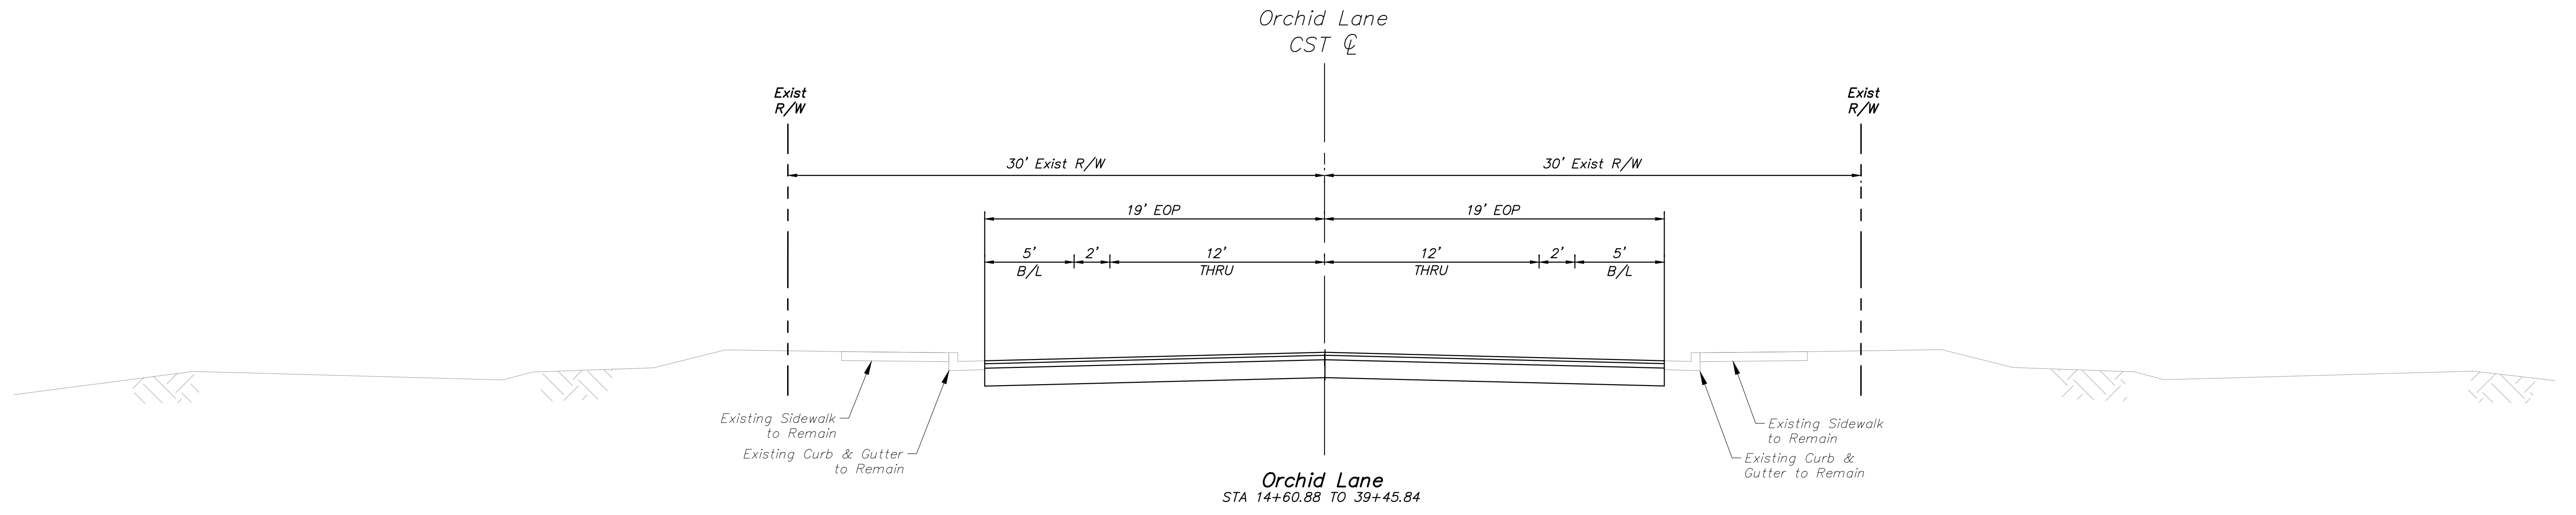 Orchid Lane
CST ℄
Exist
R/W
Exist
R/W
30' Exist R/W
30' Exist R/W
19' EOP
19' EOP
5'
2'
12'
12'
2'
5'
B/L
THRU
THRU
B/L
Existing Sidewalk
to Remain
Existing Curb & Gutter
to Remain
Existing Sidewalk
to Remain
Existing Curb &
Gutter to Remain
Orchid Lane
STA 14+60.88 TO 39+45.84